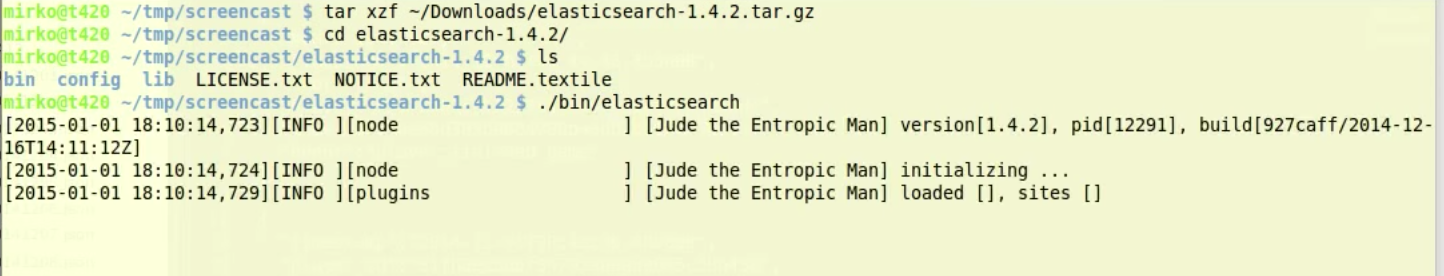 mirko@t420 ~/tmp/screencast $ tar xzf ~/Downloads/elasticsearch-1.4.2.tar.gz
mirko@t420 ~/tmp/screencast $ cd elasticsearch-1.4.2/
mirko@t420 ~/tmp/screencast/elasticsearch-1.4.2 $ ls
bin  config  lib  LICENSE.txt  NOTICE.txt  README.textile
mirko@t420 ~/tmp/screencast/elasticsearch-1.4.2 $ ./bin/elasticsearch
[2015-01-01 18:10:14,723][INFO ][node                     ] [Jude the Entropic Man] version[1.4.2], pid[12291], build[927caff/2014-12-
16T14:11:12Z]
[2015-01-01 18:10:14,724][INFO ][node                     ] [Jude the Entropic Man] initializing ...
[2015-01-01 18:10:14,729][INFO ][plugins                  ] [Jude the Entropic Man] loaded [], sites []